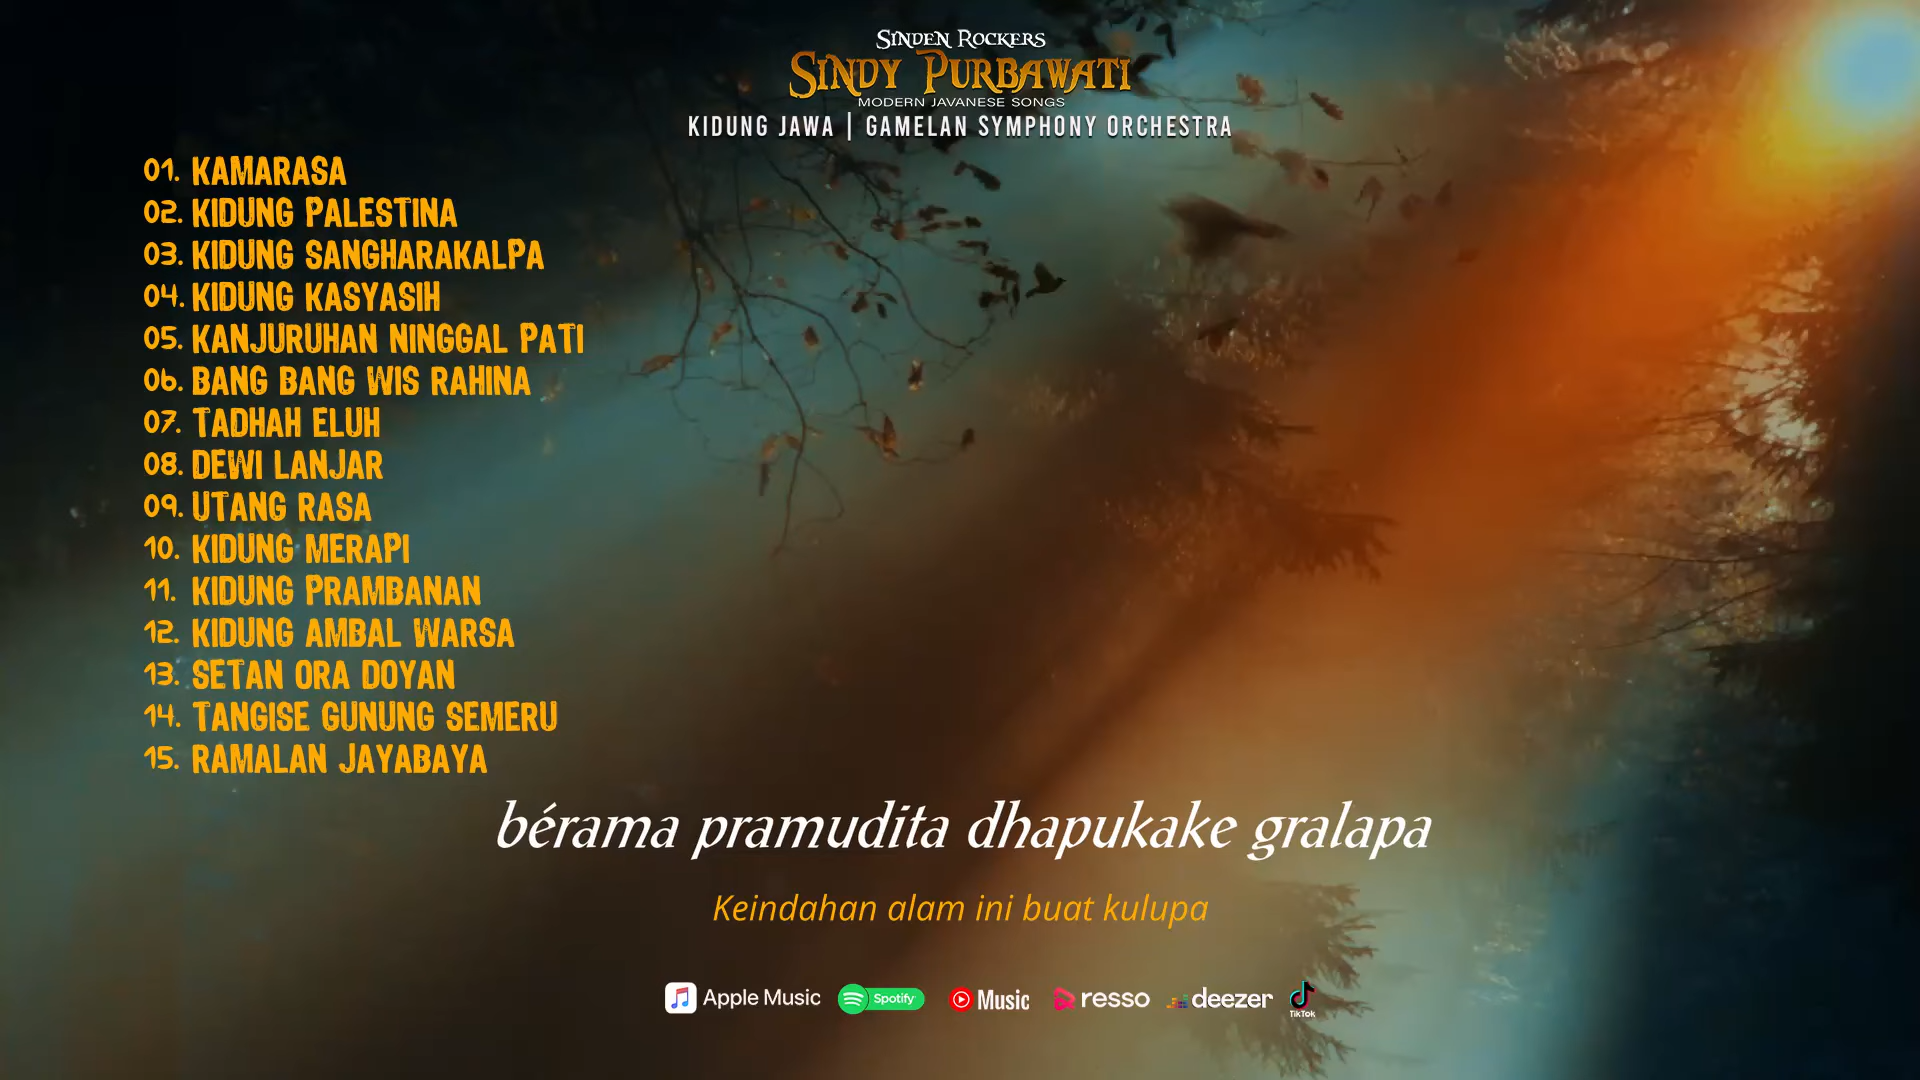 SINDEN ROCKERS
SINDY PURBAWATI
MODERN JAVANESE SONGS
KIDUNG JAWA | GAMELAN SYMPHONY ORCHESTRA
01. KAMARASA
02. KIDUNG PALESTINA
03. KIDUNG SANGHARAKALPA
04. KIDUNG KASYASIH
05. KANJURUHAN NINGGAL PATI
06. BANG BANG WIS RAHINA
07. TADHAH ELUH
08. DEWI LANJAR
09. UTANG RASA
10. KIDUNG MERAPI
11. KIDUNG PRAMBANAN
12. KIDUNG AMBAL WARSA
13. SETAN ORA DOYAN
14. TANGISE GUNUNG SEMERU
15. RAMALAN JAYABAYA
bérama pramudita dhapukake gralapa
Keindahan alam ini buat kulupa
Apple Music Spotify Music resso deezer TikTok